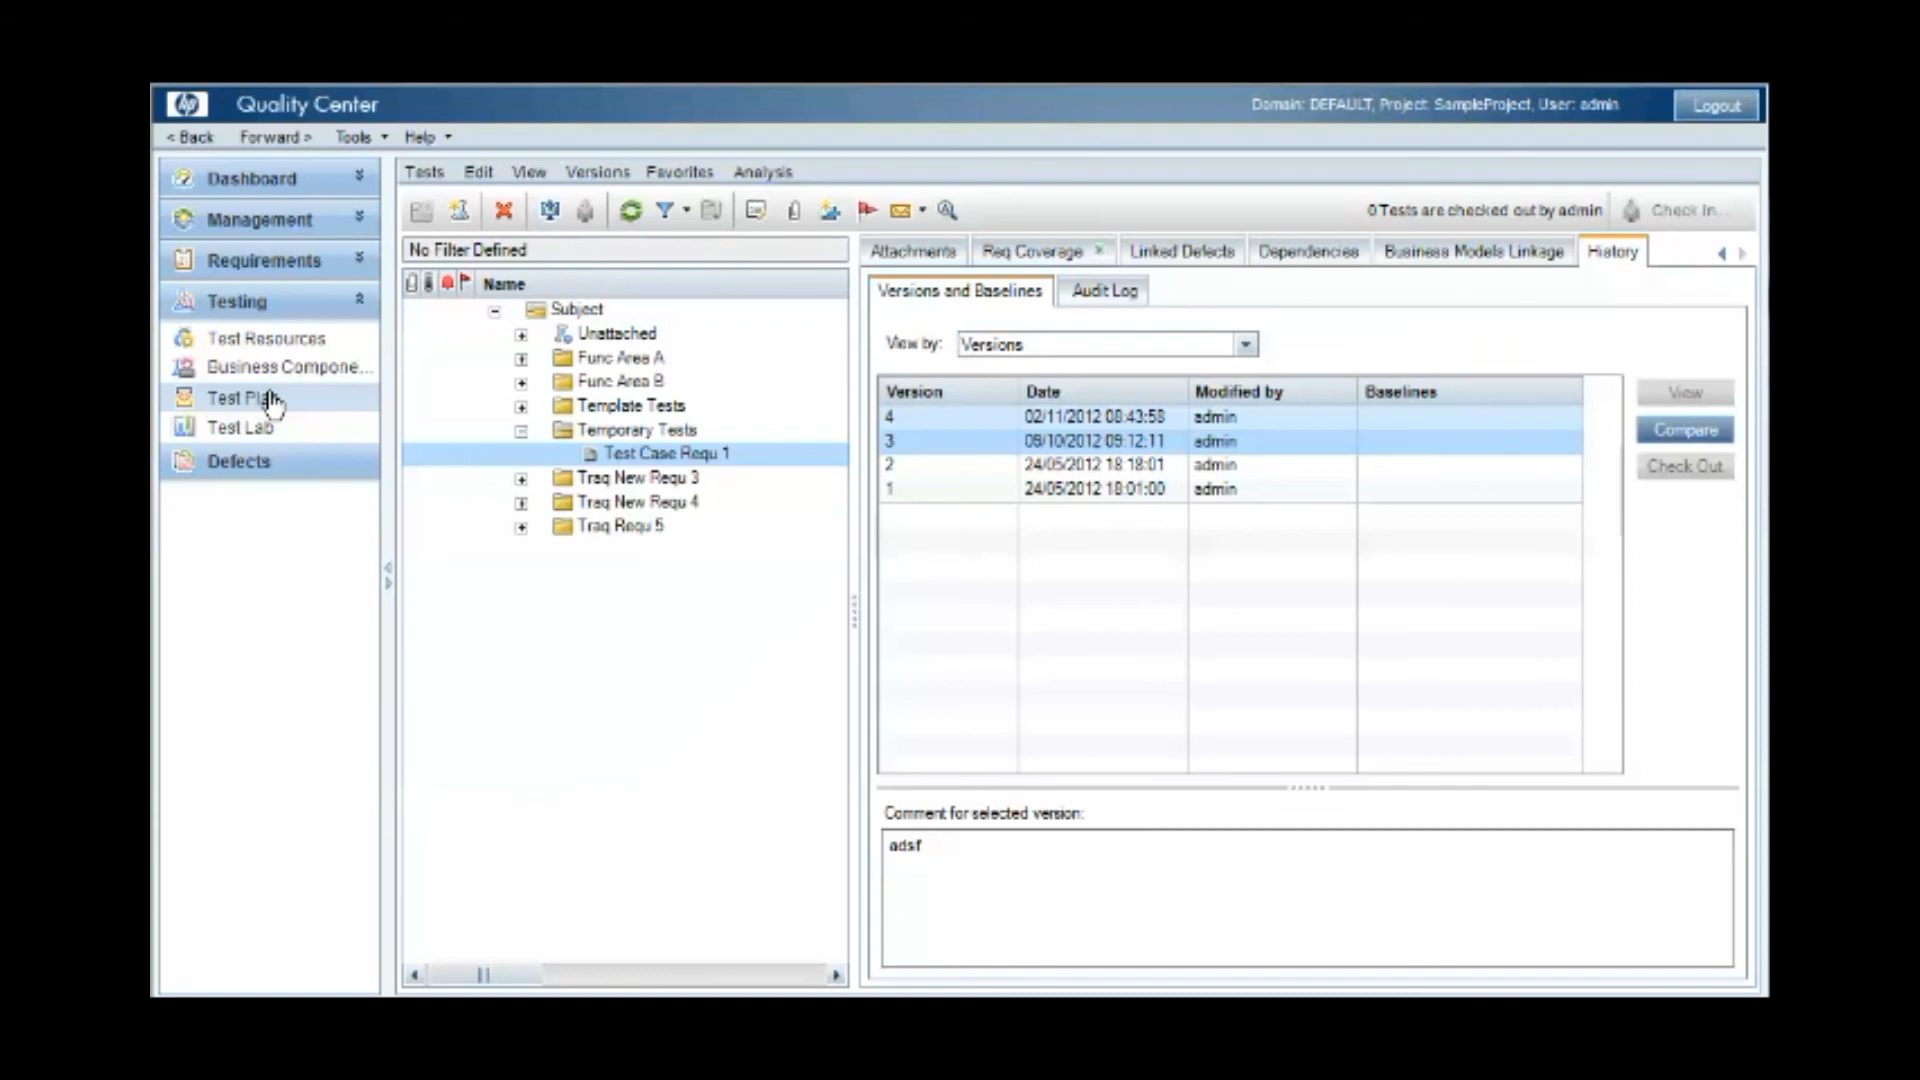 hp Quality Center
Domain: DEFAULT, Project: SampleProject, User: admin
Logout
< Back Forward > Tools Help
Dashboard
Management
Requirements
Testing
Test Resources
Business Compone...
Test Plan
Test Lab
Defects
Tests Edit View Versions Favorites Analysis
0 Tests are checked out by admin
Check In...
No Filter Defined
Name
Subject
Unattached
Func Area A
Func Area B
Template Tests
Temporary Tests
Test Case Requ 1
Traq New Requ 3
Traq New Requ 4
Traq Requ 5
Attachments Req Coverage Linked Defects Dependencies Business Models Linkage History
Versions and Baselines Audit Log
View by: Versions
Version Date Modified by Baselines
4 02/11/2012 08:43:58 admin
3 09/10/2012 09:12:11 admin
2 24/05/2012 18:18:01 admin
1 24/05/2012 18:01:00 admin
View
Compare
Check Out
Comment for selected version:
adsf